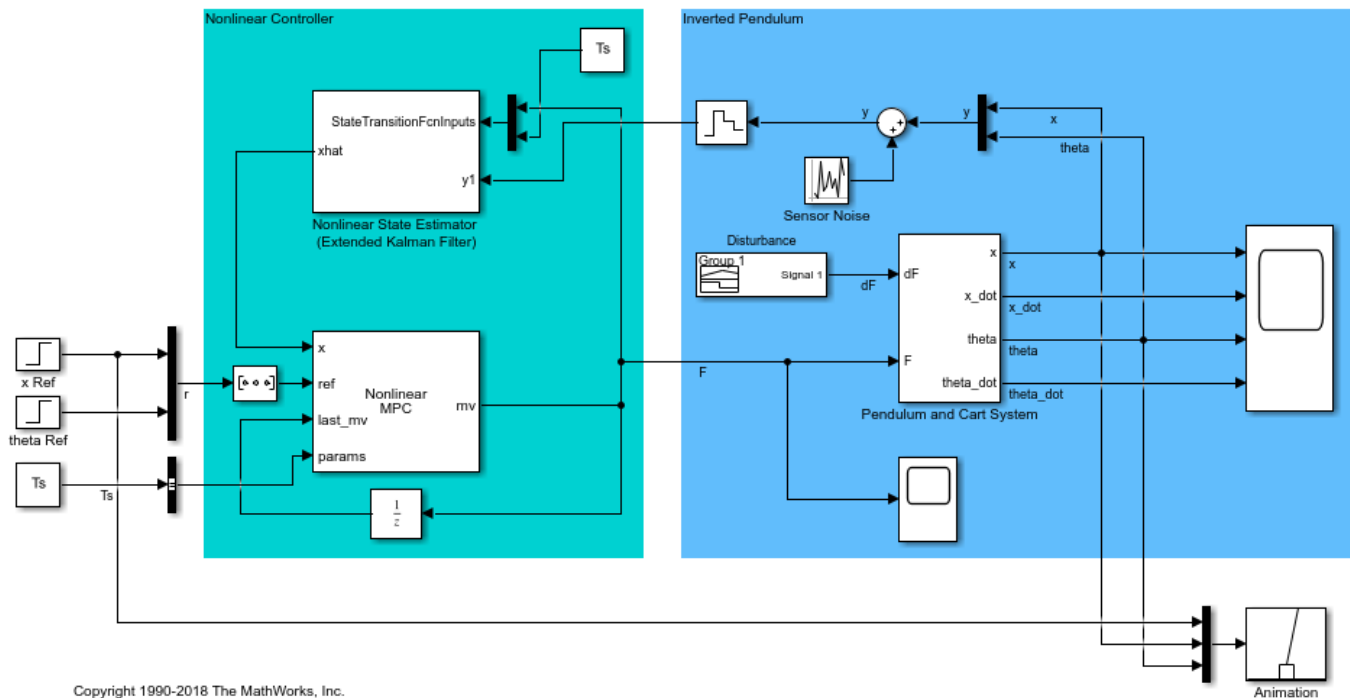 Nonlinear Controller
Ts
StateTransitionFcnInputs
xhat
y1
Nonlinear State Estimator
(Extended Kalman Filter)
x Ref
theta Ref
Ts
Ts
r
x
ref
last_mv
params
Nonlinear
MPC
mv
1
z
Inverted Pendulum
y
y
x
theta
Sensor Noise
Disturbance
Group 1
Signal 1
dF
dF
F
F
x
x_dot
theta
theta_dot
x
x_dot
theta
theta_dot
Pendulum and Cart System
Animation
Copyright 1990-2018 The MathWorks, Inc.